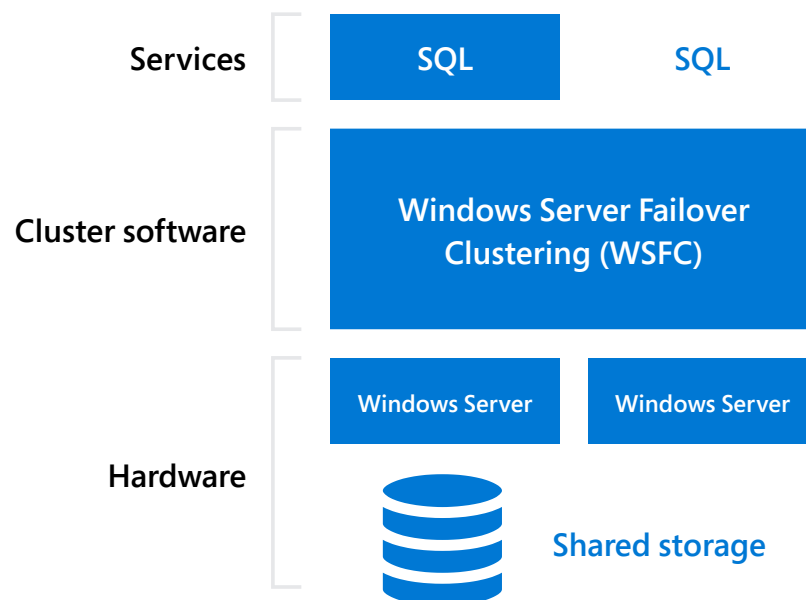 Services
SQL
SQL
Cluster software
Windows Server Failover
Clustering (WSFC)
Hardware
Windows Server
Windows Server
Shared storage